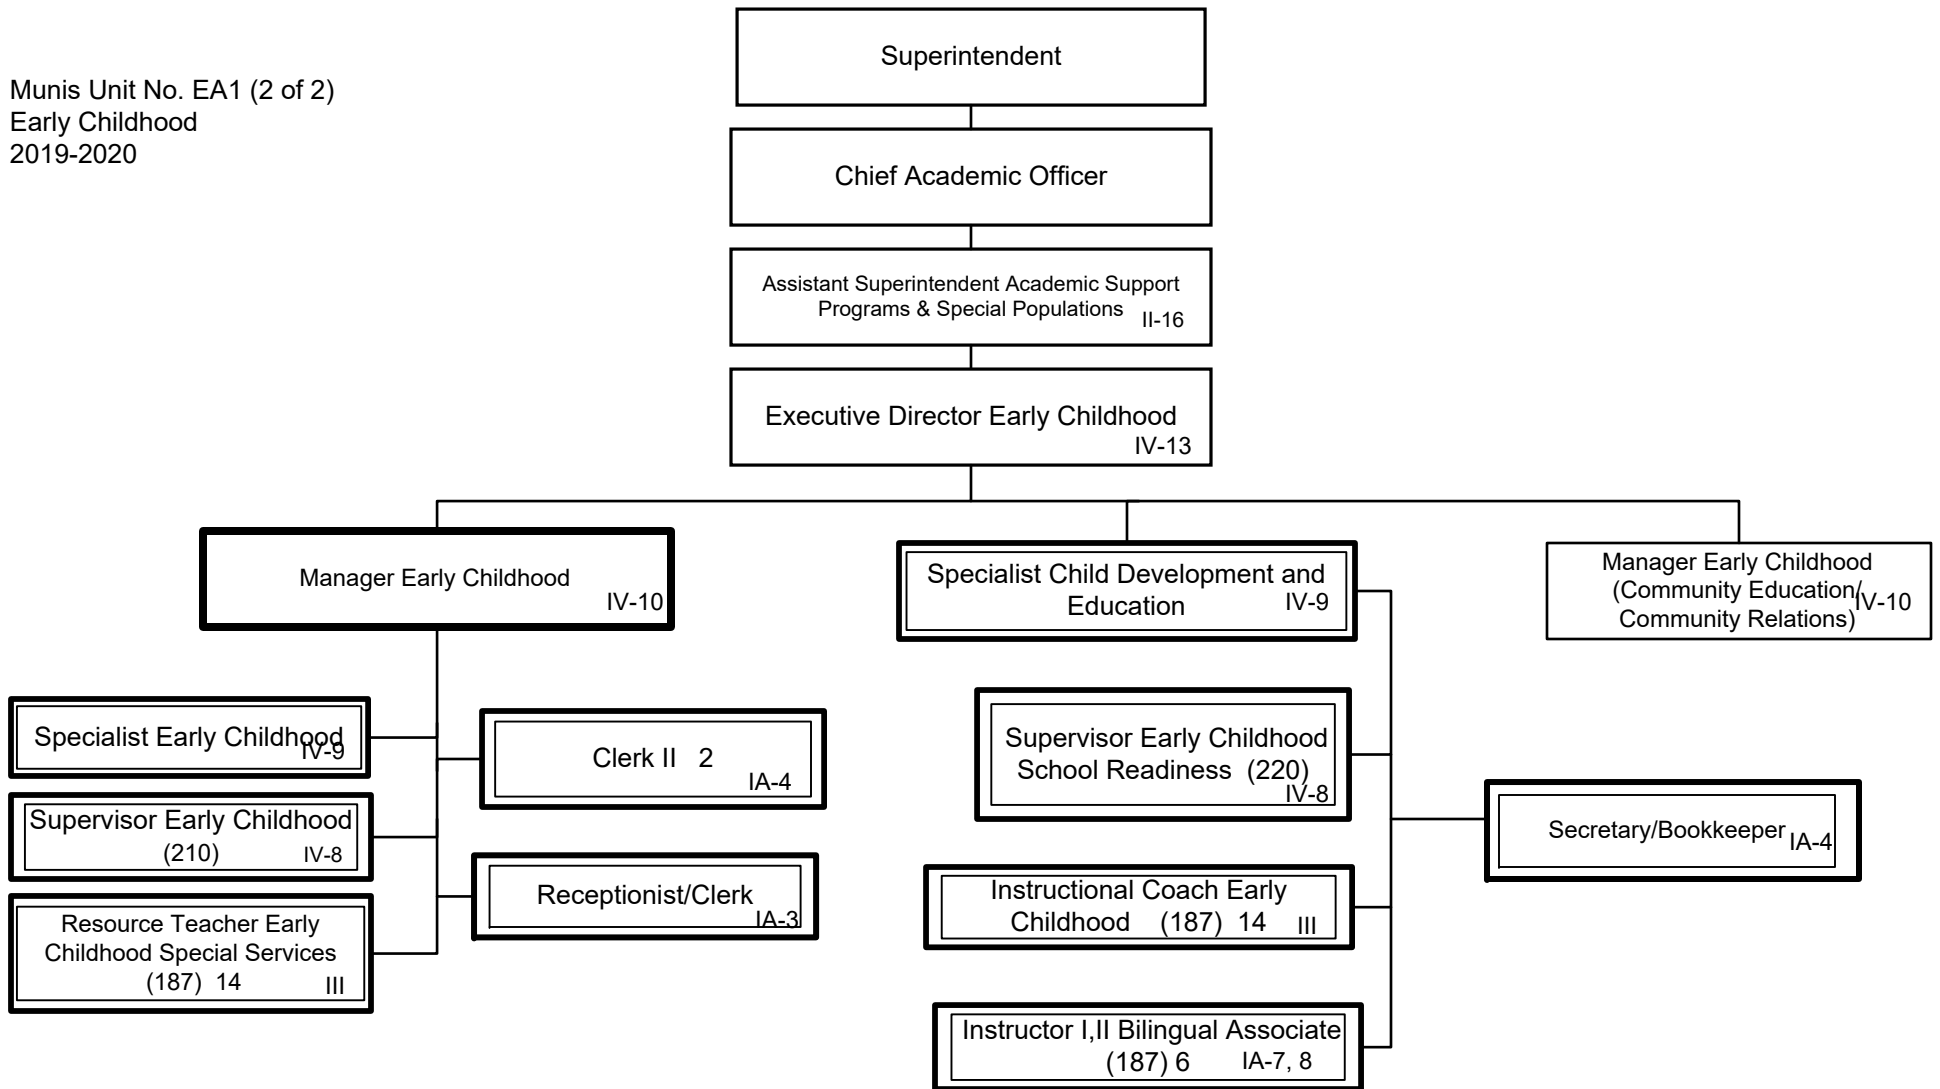 Munis Unit No. EA1 (2 of 2)
Early Childhood
2019-2020
Superintendent
Chief Academic Officer
Assistant Superintendent Academic Support
Programs & Special Populations
II-16
Executive Director Early Childhood
IV-13
Manager Early Childhood
IV-10
Specialist Early Childhood
IV-9
Supervisor Early Childhood
(210) IV-8
Resource Teacher Early
Childhood Special Services
(187) 14 III
Clerk II 2
IA-4
Receptionist/Clerk
IA-3
Specialist Child Development and
Education IV-9
Supervisor Early Childhood
School Readiness (220)
IV-8
Instructional Coach Early
Childhood (187) 14 III
Instructor I,II Bilingual Associate
(187) 6 IA-7, 8
Secretary/Bookkeeper IA-4
Manager Early Childhood
(Community Education/
Community Relations)
IV-10